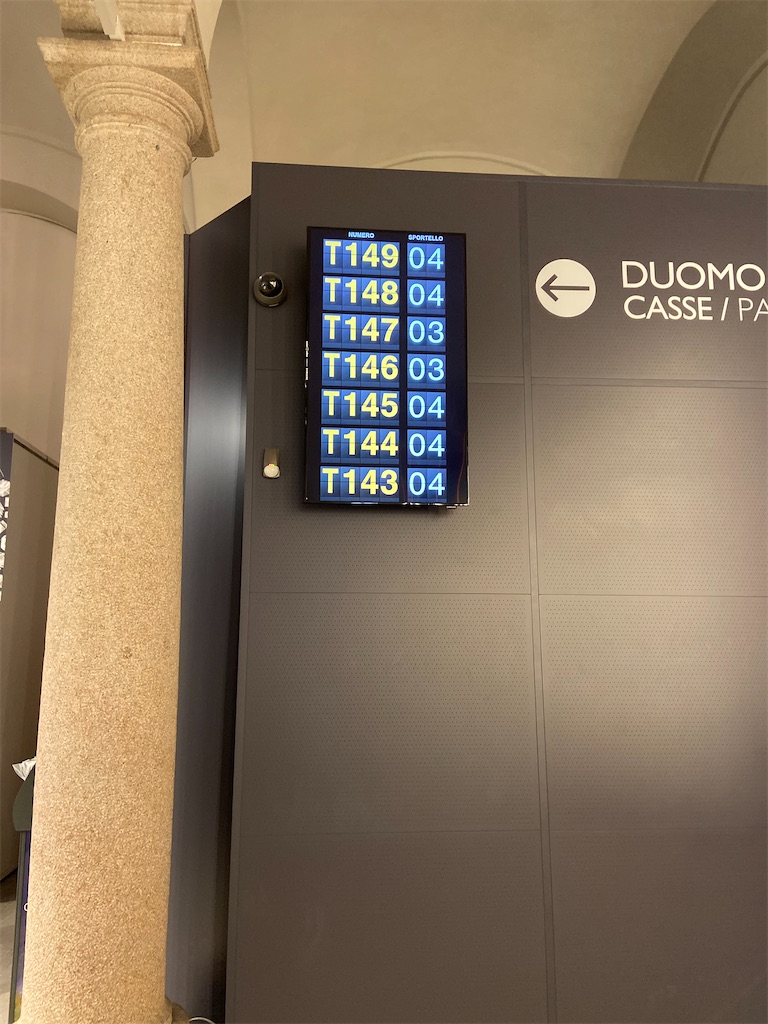 NUMERO SPORTELLO
T149 04
T148 04
T147 03
T146 03
T145 04
T144 04
T143 04
DUOMO
CASSE / PA